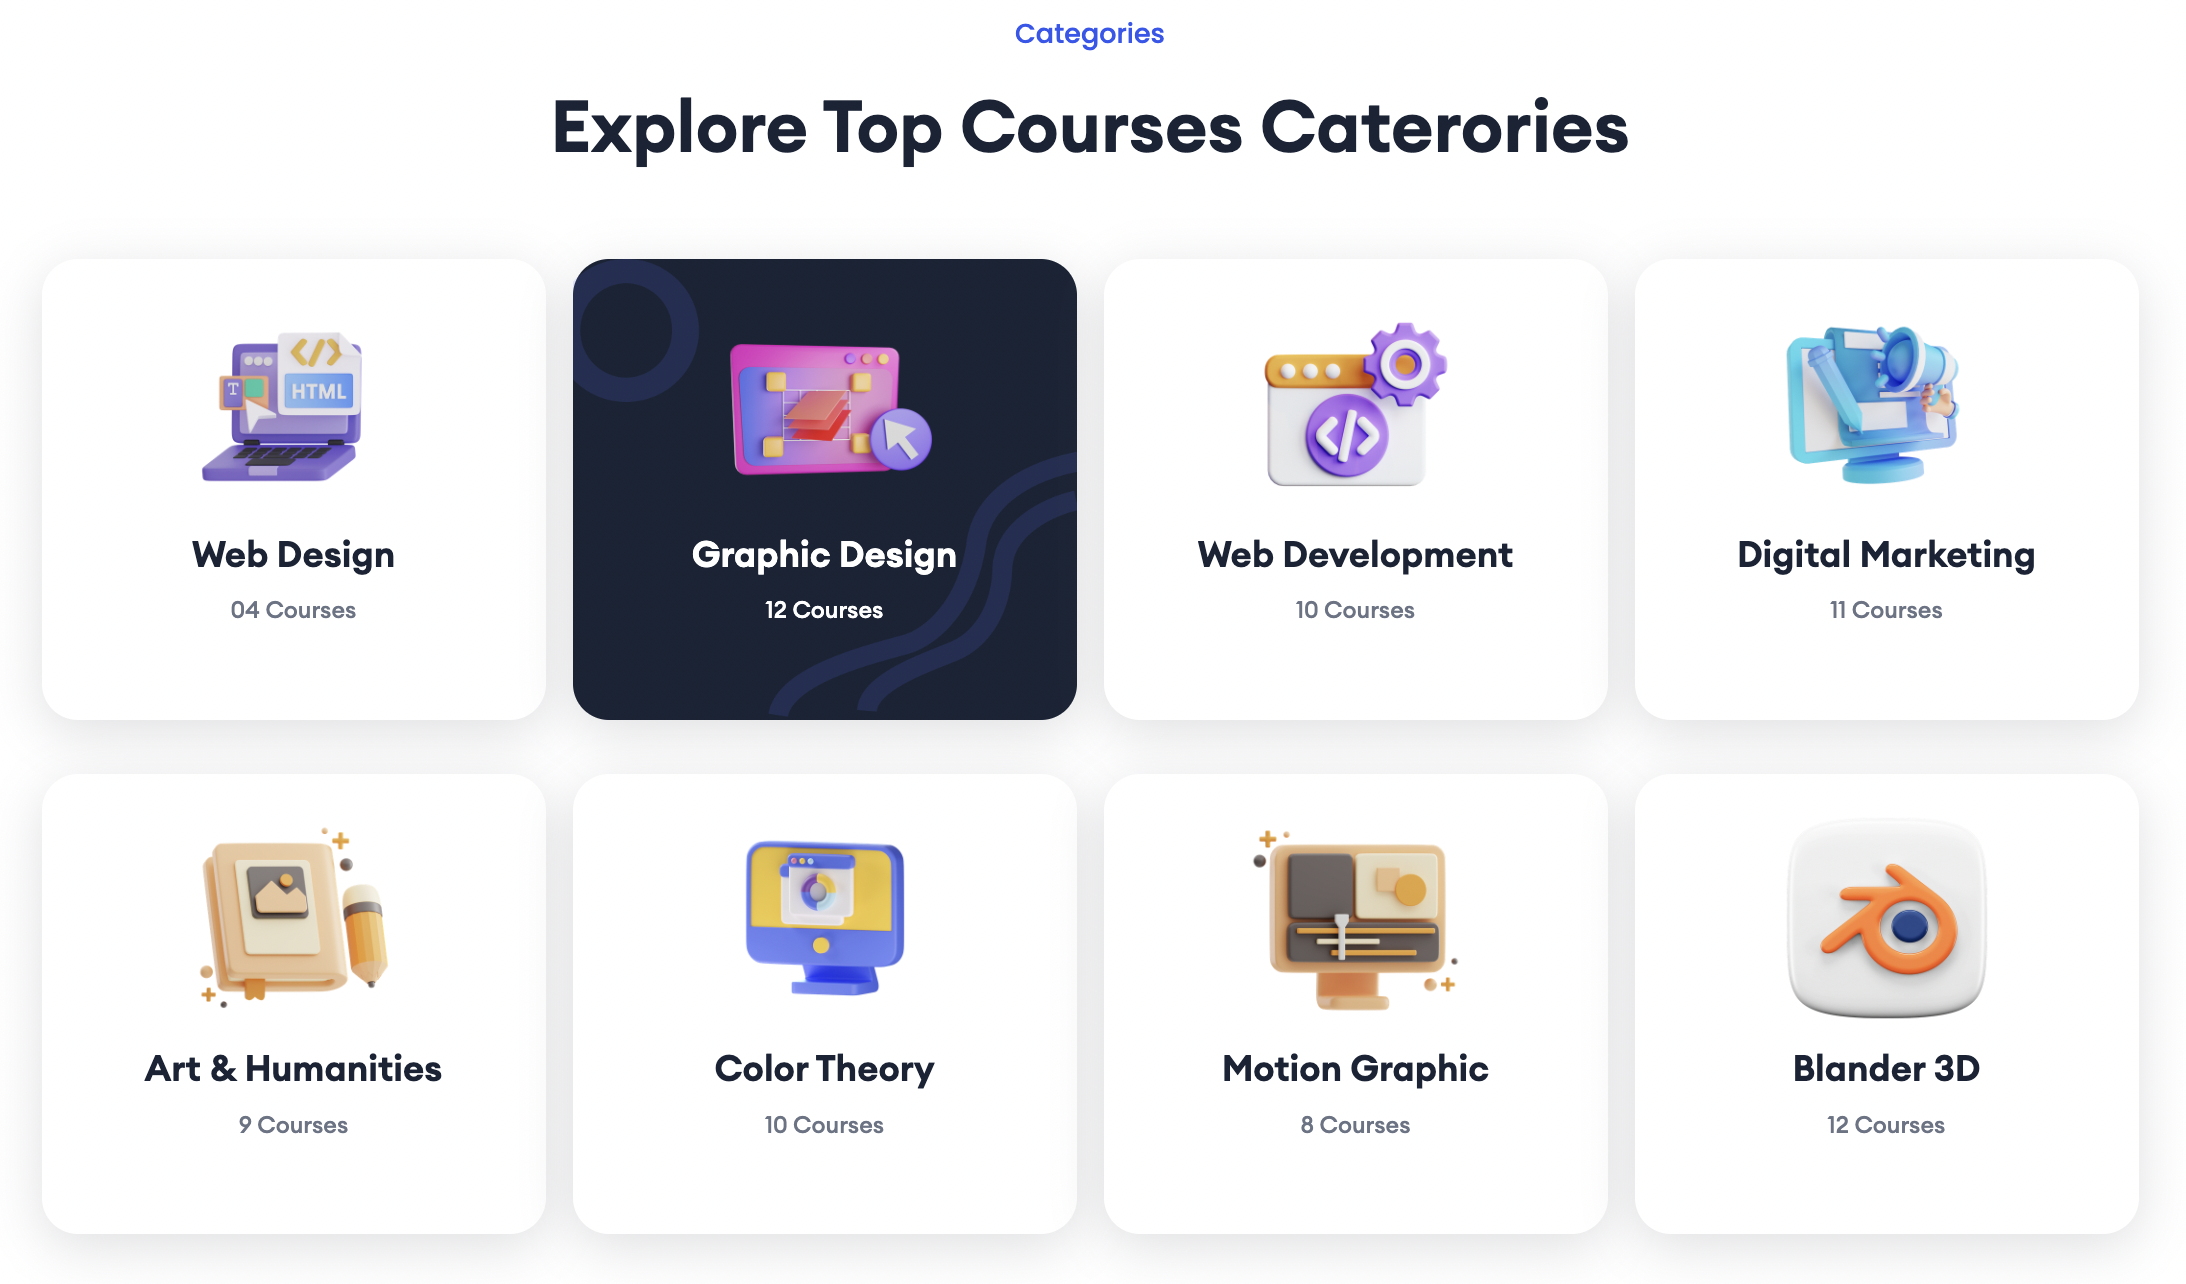 Categories
Explore Top Courses Caterories
HTML
T
Web Design
04 Courses
Graphic Design
12 Courses
Web Development
10 Courses
Digital Marketing
11 Courses
Art & Humanities
9 Courses
Color Theory
10 Courses
Motion Graphic
8 Courses
Blander 3D
12 Courses